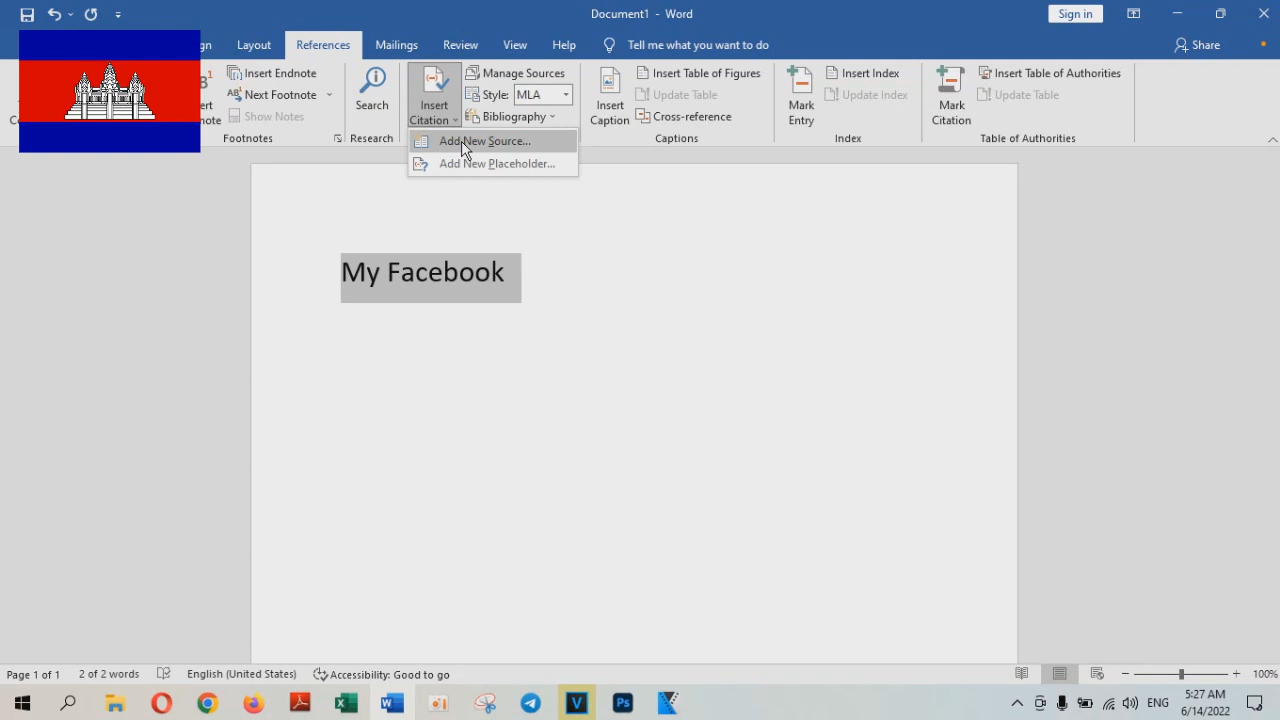 Document1 - Word
Sign in
gn
Layout
References
Mailings
Review
View
Help
Tell me what you want to do
Share
Insert Endnote
Next Footnote
Show Notes
Footnotes
Search
Research
Insert
Citation
Manage Sources
Style: MLA
Bibliography
Add New Source...
Add New Placeholder...
Insert
Caption
Insert Table of Figures
Update Table
Cross-reference
Captions
Mark
Entry
Insert Index
Update Index
Index
Mark
Citation
Insert Table of Authorities
Update Table
Table of Authorities
My Facebook
Page 1 of 1
2 of 2 words
English (United States)
Accessibility: Good to go
100%
ENG
5:27 AM
6/14/2022